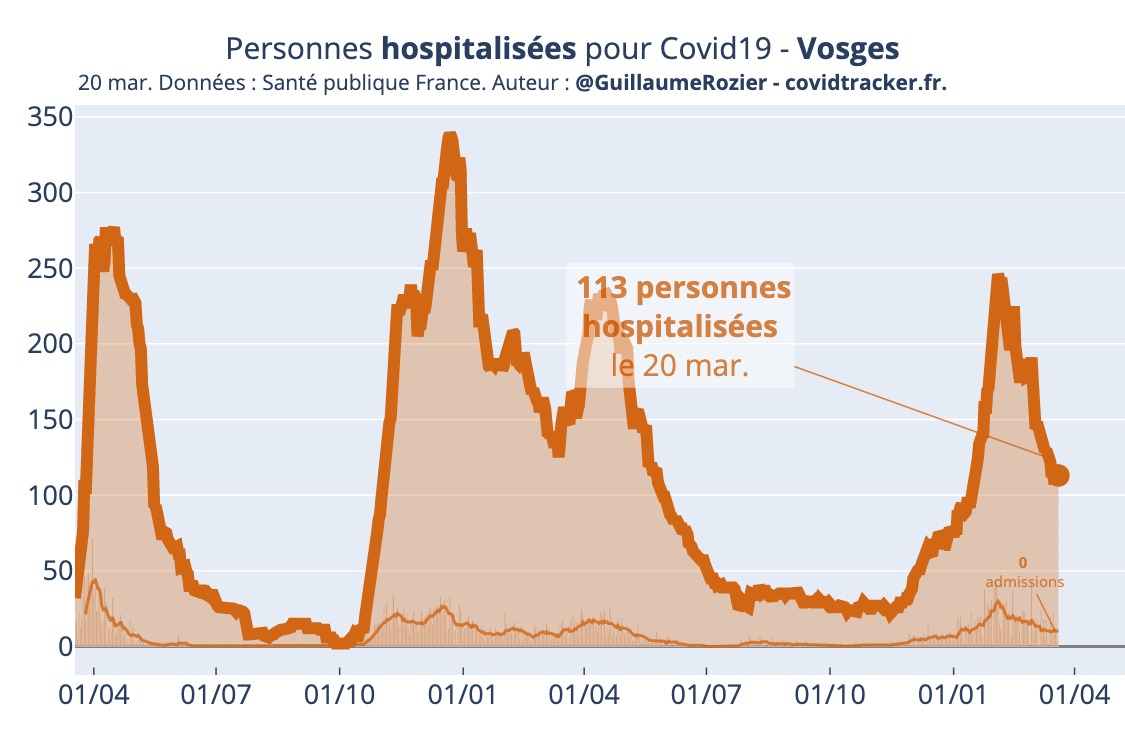 Personnes hospitalisées pour Covid19 - Vosges
20 mar. Données : Santé publique France. Auteur : @GuillaumeRozier - covidtracker.fr.
350
300
250
200
150
100
50
0
113 personnes
hospitalisées
le 20 mar.
0
admissions
01/04 01/07 01/10 01/01 01/04 01/07 01/10 01/01 01/04